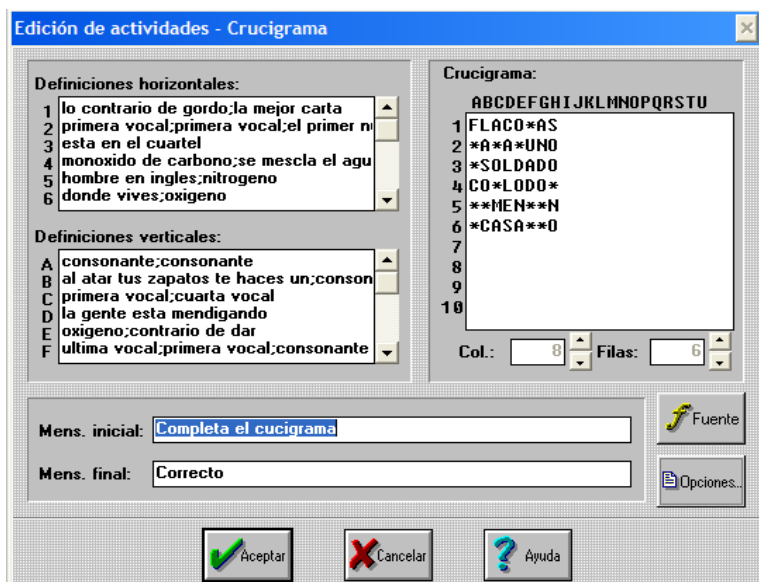 Edición de actividades - Crucigrama
Definiciones horizontales:
1 lo contrario de gordo;la mejor carta
2 primera vocal;primera vocal;el primer
3 esta en el cuartel
4 monoxido de carbono;se mescla el agu
5 hombre en ingles;nitrogeno
6 donde vives;oxigeno
Definiciones verticales:
A consonante;consonante
B al atar tus zapatos te haces un;conson
C primera vocal;cuarta vocal
D la gente esta mendigando
E oxigeno;contrario de dar
F ultima vocal;primera vocal;consonante
Crucigrama:
ABCDEFGHIJKLMNOPQRSTU
1 FLACO*AS
2 *A*A*UNO
3 *SOLDADO
4 CO*LODO*
5 **MEN**N
6 *CASA**O
7
8
9
10
Col.: 8 Filas: 6
Mens. inicial: Completa el cucigrama
Mens. final: Correcto
Fuente
Opciones...
Aceptar
Cancelar
Ayuda